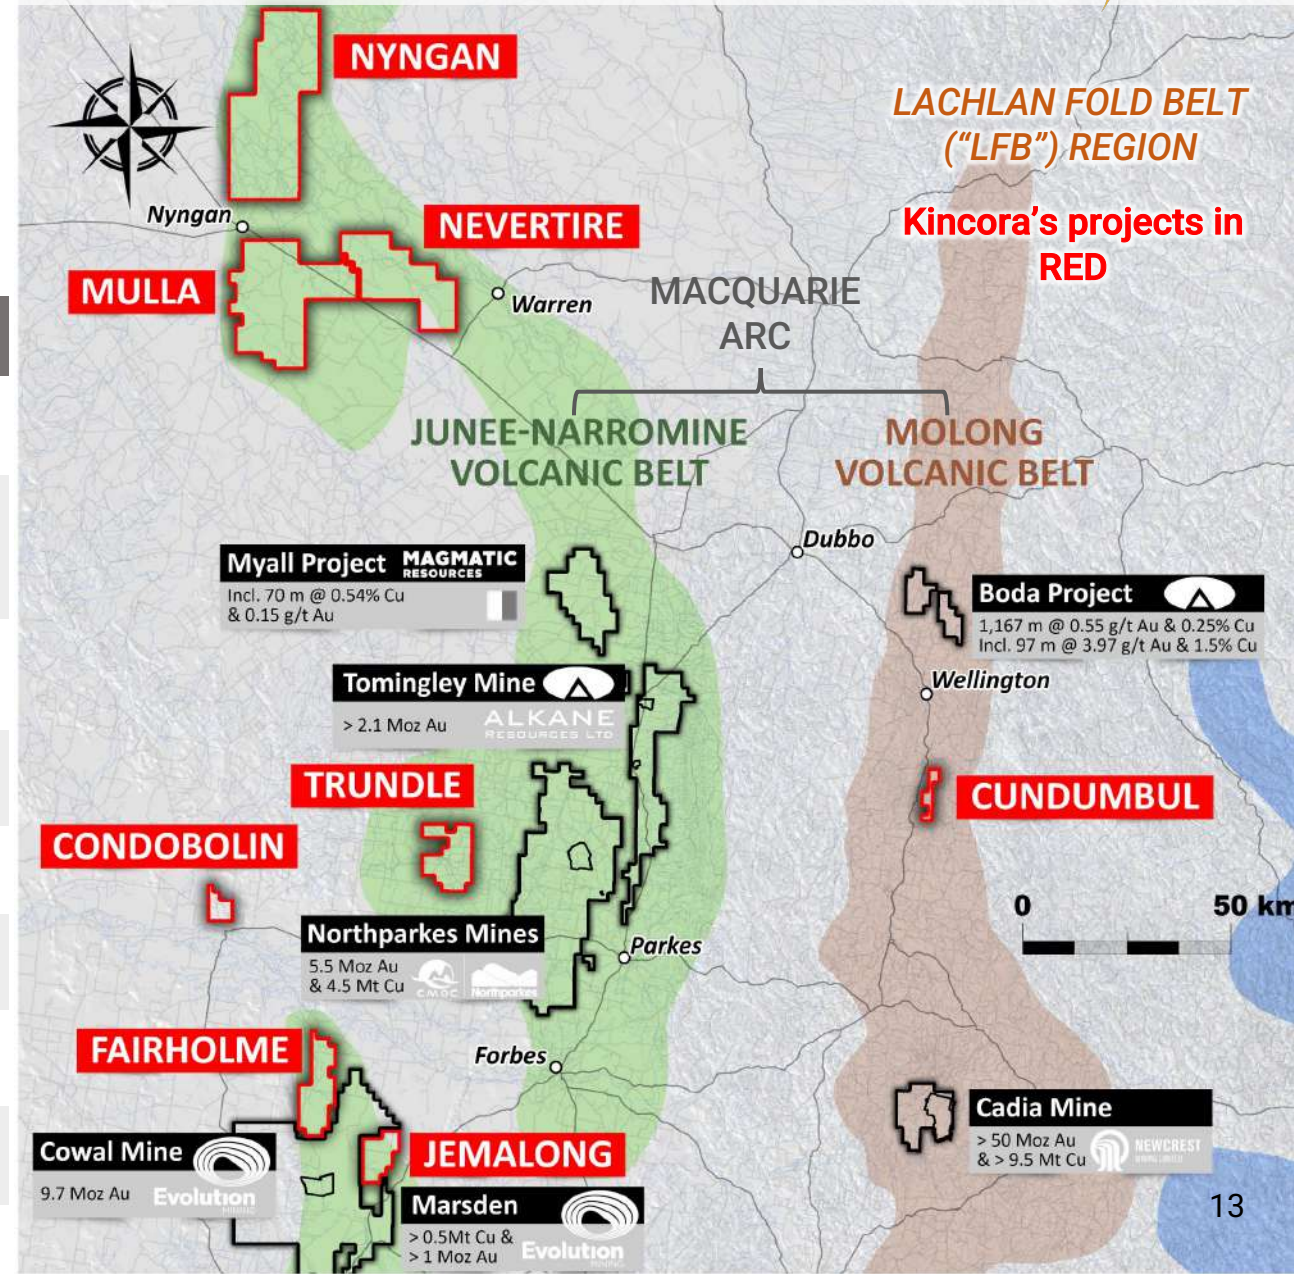 NYNGAN
LACHLAN FOLD BELT
(“LFB”) REGION
Kincora’s projects in
RED
Nyngan
NEVERTIRE
MULLA
Warren
MACQUARIE
ARC
JUNEE-NARROMINE
VOLCANIC BELT
MOLONG
VOLCANIC BELT
Dubbo
Myall Project
MAGMATIC
RESOURCES
Incl. 70 m @ 0.54% Cu
& 0.15 g/t Au
Boda Project
1,167 m @ 0.55 g/t Au & 0.25% Cu
Incl. 97 m @ 3.97 g/t Au & 1.5% Cu
Wellington
Tomingley Mine
> 2.1 Moz Au
ALKANE
RESOURCES LTD
TRUNDLE
CUNDUMBUL
CONDOBOLIN
0 50 km
Northparkes Mines
5.5 Moz Au
& 4.5 Mt Cu
CMOC
Northparkes
Parkes
FAIRHOLME
Forbes
Cadia Mine
> 50 Moz Au
& > 9.5 Mt Cu
NEWCREST
MINING LIMITED
Cowal Mine
9.7 Moz Au
Evolution
MINING
JEMALONG
Marsden
> 0.5Mt Cu &
> 1 Moz Au
Evolution
MINING
13